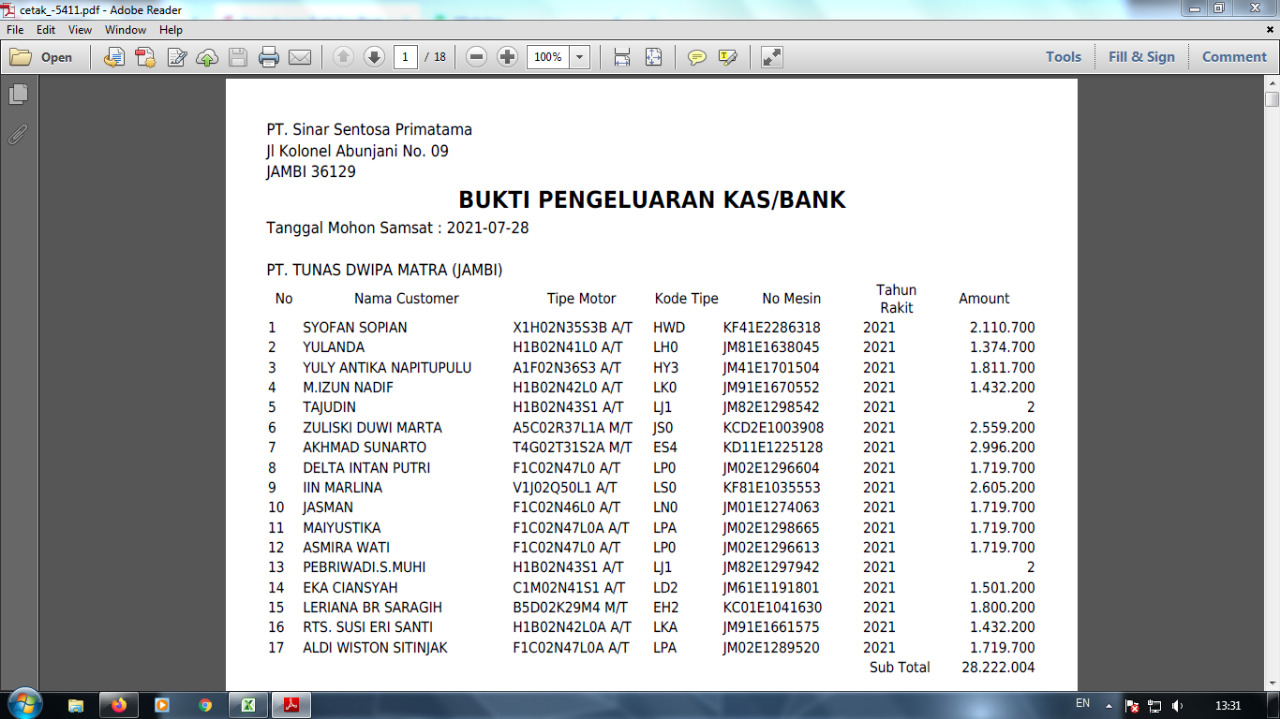 cetak_-5411.pdf - Adobe Reader
File Edit View Window Help
Open 1 / 18 100% Tools Fill & Sign Comment
PT. Sinar Sentosa Primatama
Jl Kolonel Abunjani No. 09
JAMBI 36129
BUKTI PENGELUARAN KAS/BANK
Tanggal Mohon Samsat : 2021-07-28
PT. TUNAS DWIPA MATRA (JAMBI)
No Nama Customer Tipe Motor Kode Tipe No Mesin Tahun Rakit Amount
1 SYOFAN SOPIAN X1H02N35S3B A/T HWD KF41E2286318 2021 2.110.700
2 YULANDA H1B02N41L0 A/T LH0 JM81E1638045 2021 1.374.700
3 YULY ANTIKA NAPITUPULU A1F02N36S3 A/T HY3 JM41E1701504 2021 1.811.700
4 M.IZUN NADIF H1B02N42L0 A/T LK0 JM91E1670552 2021 1.432.200
5 TAJUDIN H1B02N43S1 A/T LJ1 JM82E1298542 2021 2
6 ZULISKI DUWI MARTA A5C02R37L1A M/T JS0 KCD2E1003908 2021 2.559.200
7 AKHMAD SUNARTO T4G02T31S2A M/T ES4 KD11E1225128 2021 2.996.200
8 DELTA INTAN PUTRI F1C02N47L0 A/T LP0 JM02E1296604 2021 1.719.700
9 IIN MARLINA V1J02Q50L1 A/T LS0 KF81E1035553 2021 2.605.200
10 JASMAN F1C02N46L0 A/T LN0 JM01E1274063 2021 1.719.700
11 MAIYUSTIKA F1C02N47L0A A/T LPA JM02E1298665 2021 1.719.700
12 ASMIRA WATI F1C02N47L0 A/T LP0 JM02E1296613 2021 1.719.700
13 PEBRIWADI.S.MUHI H1B02N43S1 A/T LJ1 JM82E1297942 2021 2
14 EKA CIANSYAH C1M02N41S1 A/T LD2 JM61E1191801 2021 1.501.200
15 LERIANA BR SARAGIH B5D02K29M4 M/T EH2 KC01E1041630 2021 1.800.200
16 RTS. SUSI ERI SANTI H1B02N42L0A A/T LKA JM91E1661575 2021 1.432.200
17 ALDI WISTON SITINJAK F1C02N47L0A A/T LPA JM02E1289520 2021 1.719.700
Sub Total 28.222.004
EN 13:31